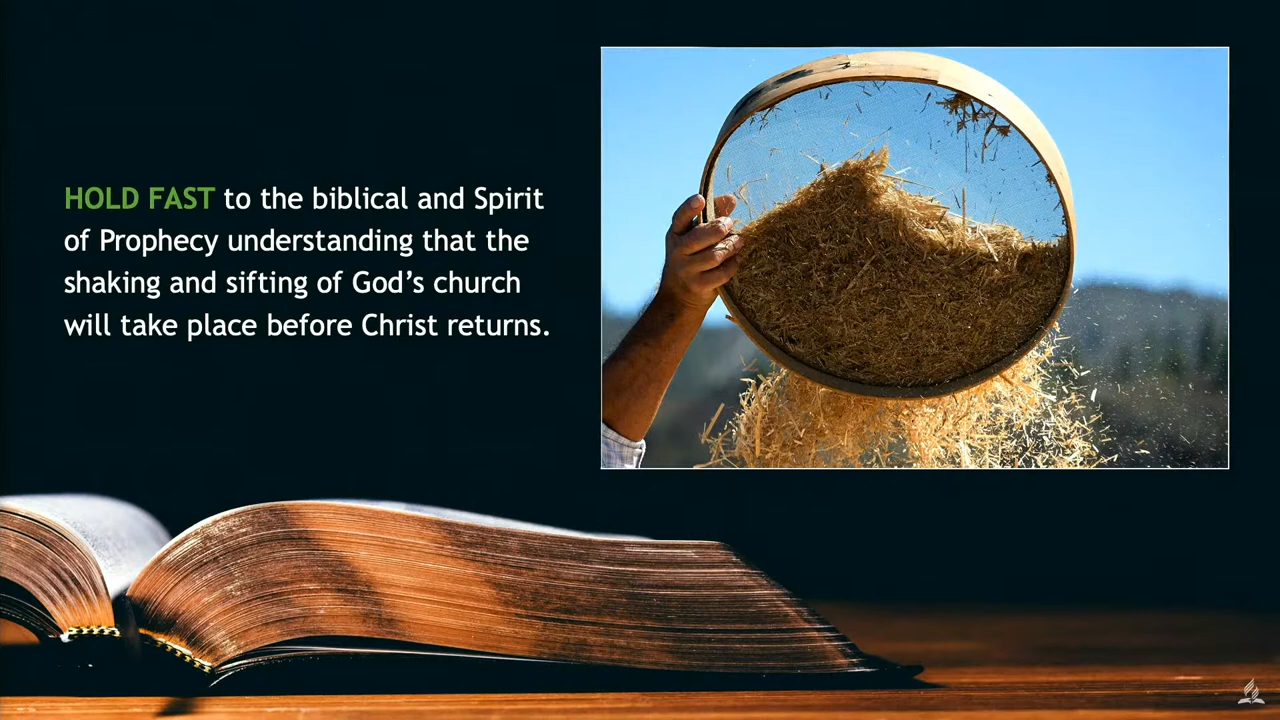 HOLD FAST to the biblical and Spirit
of Prophecy understanding that the
shaking and sifting of God’s church
will take place before Christ returns.